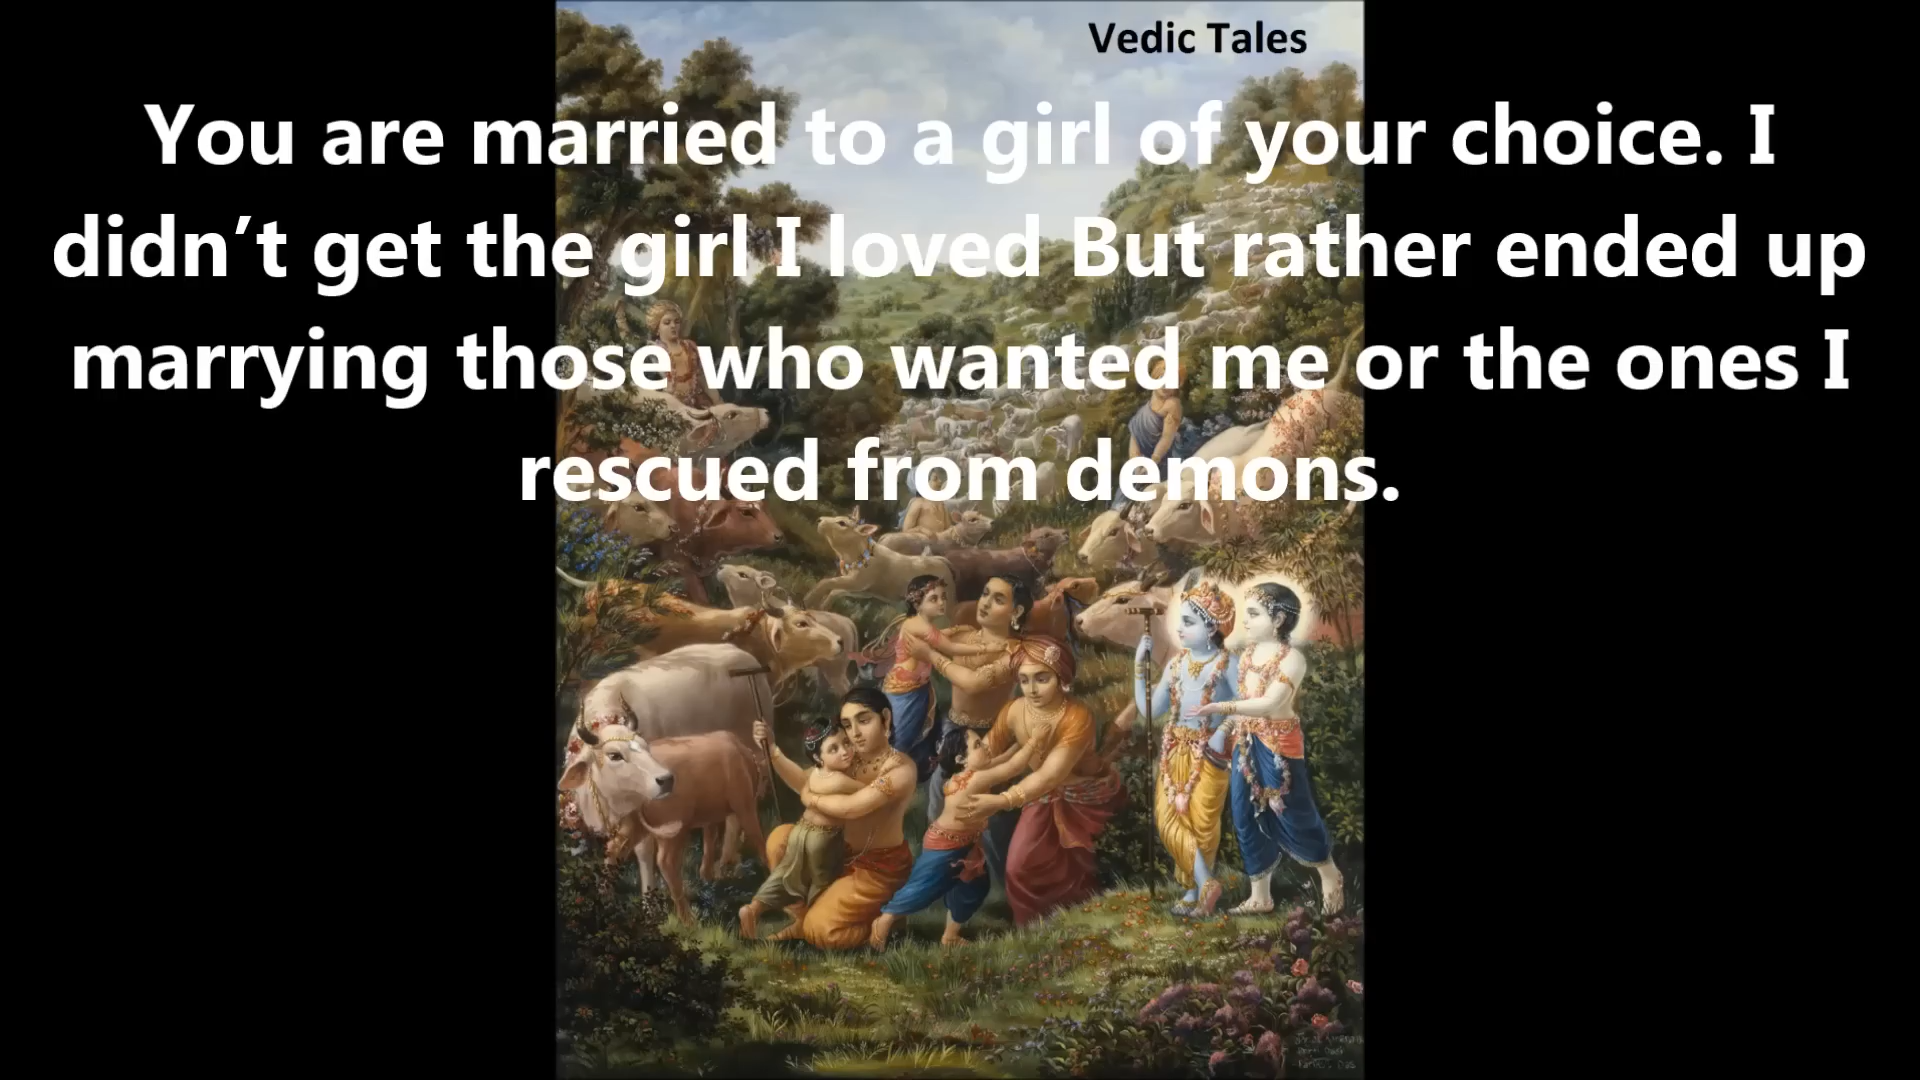 Vedic Tales
You are married to a girl of your choice. I
didn’t get the girl I loved But rather ended up
marrying those who wanted me or the ones I
rescued from demons.